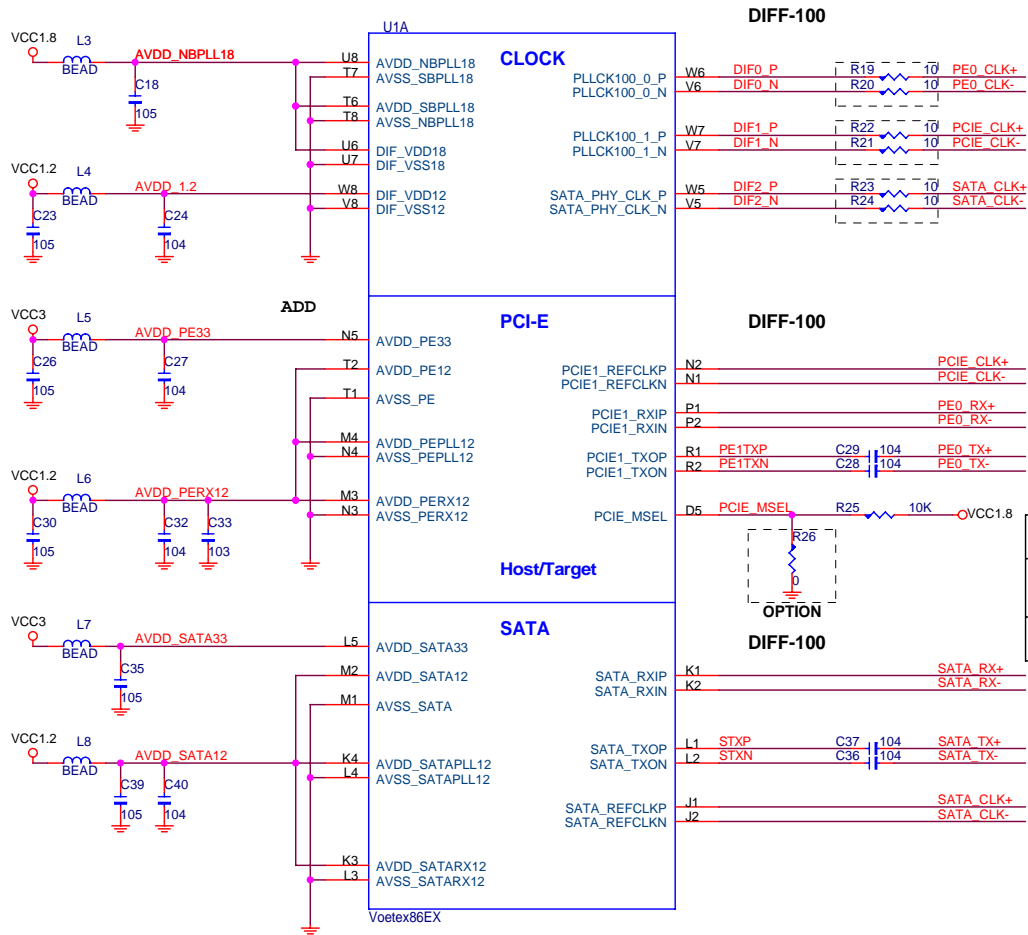 DIFF-100
U1A
VCC1.8 L3 BEAD AVDD_NBPLL18 C18 105
U8 AVDD_NBPLL18
T7 AVSS_SBPLL18
T6 AVDD_SBPLL18
T8 AVSS_NBPLL18
U6 DIF_VDD18
U7 DIF_VSS18
VCC1.2 L4 BEAD AVDD_1.2 C23 105 C24 104
W8 DIF_VDD12
V8 DIF_VSS12
CLOCK
PLLCK100_0_P W6 DIF0_P R19 10 PE0_CLK+
PLLCK100_0_N V6 DIF0_N R20 10 PE0_CLK-
PLLCK100_1_P W7 DIF1_P R22 10 PCIE_CLK+
PLLCK100_1_N V7 DIF1_N R21 10 PCIE_CLK-
SATA_PHY_CLK_P W5 DIF2_P R23 10 SATA_CLK+
SATA_PHY_CLK_N V5 DIF2_N R24 10 SATA_CLK-
ADD
PCI-E
DIFF-100
VCC3 L5 BEAD AVDD_PE33 C26 105 C27 104
N5 AVDD_PE33
T2 AVDD_PE12
T1 AVSS_PE
M4 AVDD_PEPLL12
N4 AVSS_PEPLL12
VCC1.2 L6 BEAD AVDD_PERX12 C30 105 C32 104 C33 103
M3 AVDD_PERX12
N3 AVSS_PERX12
PCIE1_REFCLKP N2 PCIE_CLK+
PCIE1_REFCLKN N1 PCIE_CLK-
PCIE1_RXIP P1 PE0_RX+
PCIE1_RXIN P2 PE0_RX-
PCIE1_TXOP R1 PE1TXP C29 104 PE0_TX+
PCIE1_TXON R2 PE1TXN C28 104 PE0_TX-
PCIE_MSEL D5 PCIE_MSEL R25 10K VCC1.8
R26
0
OPTION
Host/Target
SATA
DIFF-100
VCC3 L7 BEAD AVDD_SATA33 C35 105
L5 AVDD_SATA33
M2 AVDD_SATA12
M1 AVSS_SATA
VCC1.2 L8 BEAD AVDD_SATA12 C39 105 C40 104
K4 AVDD_SATAPLL12
L4 AVSS_SATAPLL12
K3 AVDD_SATARX12
L3 AVSS_SATARX12
SATA_RXIP K1 SATA_RX+
SATA_RXIN K2 SATA_RX-
SATA_TXOP L1 STXP C37 104 SATA_TX+
SATA_TXON L2 STXN C36 104 SATA_TX-
SATA_REFCLKP J1 SATA_CLK+
SATA_REFCLKN J2 SATA_CLK-
Voetex86EX